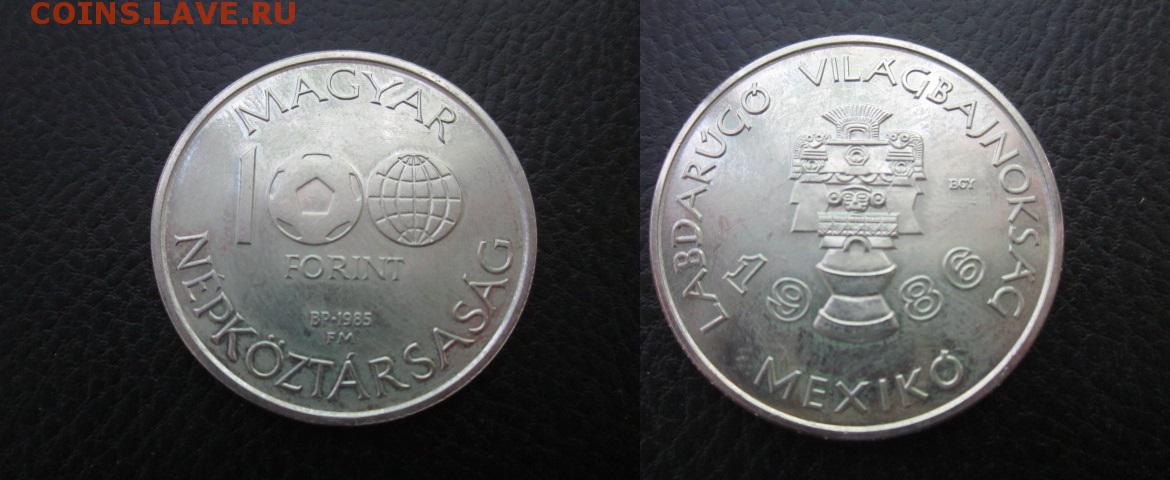 COINS.LAVE.RU
MAGYAR
100
FORINT
BP.1985
FM
NÉPKÖZTÁRSASÁG
LABDARÚGÓ VILÁGBAJNOKSÁG
BGY
1986
MEXIKÓ